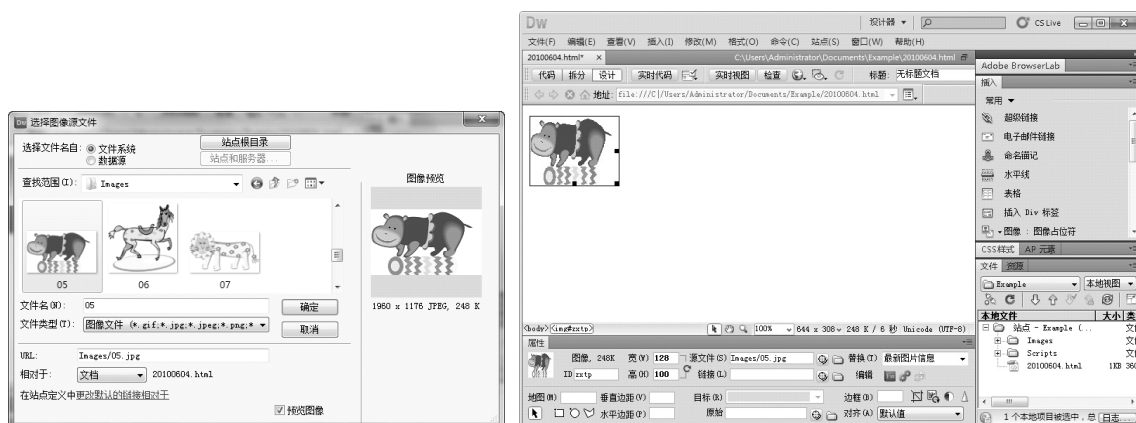 选择图像源文件
选择文件名自: 文件系统 站点根目录
数据源 站点和服务器...
查找范围(I): Images
图像预览
05 06 07
1960 x 1176 JPEG, 248 K
文件名(N): 05 确定
文件类型(T): 图像文件 (*.gif;*.jpg;*.jpeg;*.png;* 取消
URL: Images/05.jpg
相对于: 文档 20100604.html
在站点定义中更改默认的链接相对于
预览图像
Dw 设计器 CS Live
文件(F) 编辑(E) 查看(V) 插入(I) 修改(M) 格式(O) 命令(C) 站点(S) 窗口(W) 帮助(H)
20100604.html* C:\Users\Administrator\Documents\Example\20100604.html
代码 拆分 设计 实时代码 实时视图 检查 标题: 无标题文档
地址: file:///C|/Users/Administrator/Documents/Example/20100604.html
<body><img#zxtp> 100% 644 x 308 248 K / 6 秒 Unicode (UTF-8)
属性
图像, 248K 宽(W) 128 源文件(S) Images/05.jpg 替换(T) 最新图片信息
ID zxtp 高(H) 100 链接(L) 编辑
地图(M) 垂直边距(V) 目标(R) 边框(B)
水平边距(P) 原始 对齐(A) 默认值
Adobe BrowserLab
插入
常用
超级链接
电子邮件链接
命名锚记
水平线
表格
插入 Div 标签
图像 : 图像占位符
CSS样式 AP 元素
文件 资源
Example 本地视图
本地文件 大小 类
站点 - Example (... 文
Images 文
Scripts 文
20100604.html 1KB 360
1 个本地项目被选中, 总 日志...